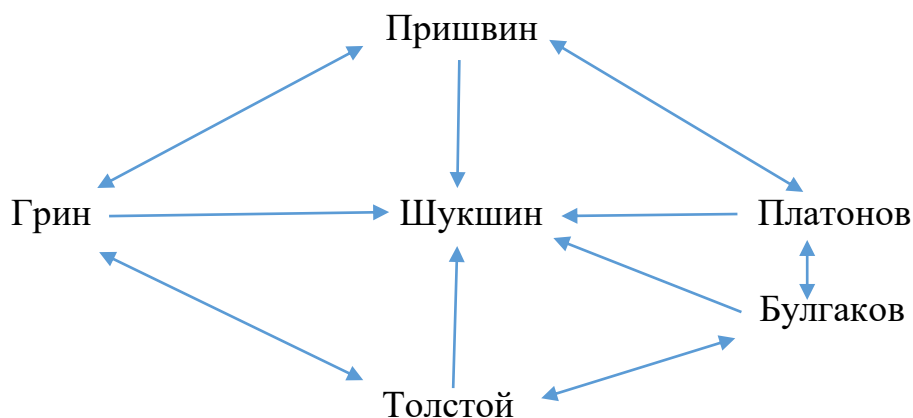 Пришвин
Грин
Шукшин
Платонов
Булгаков
Толстой